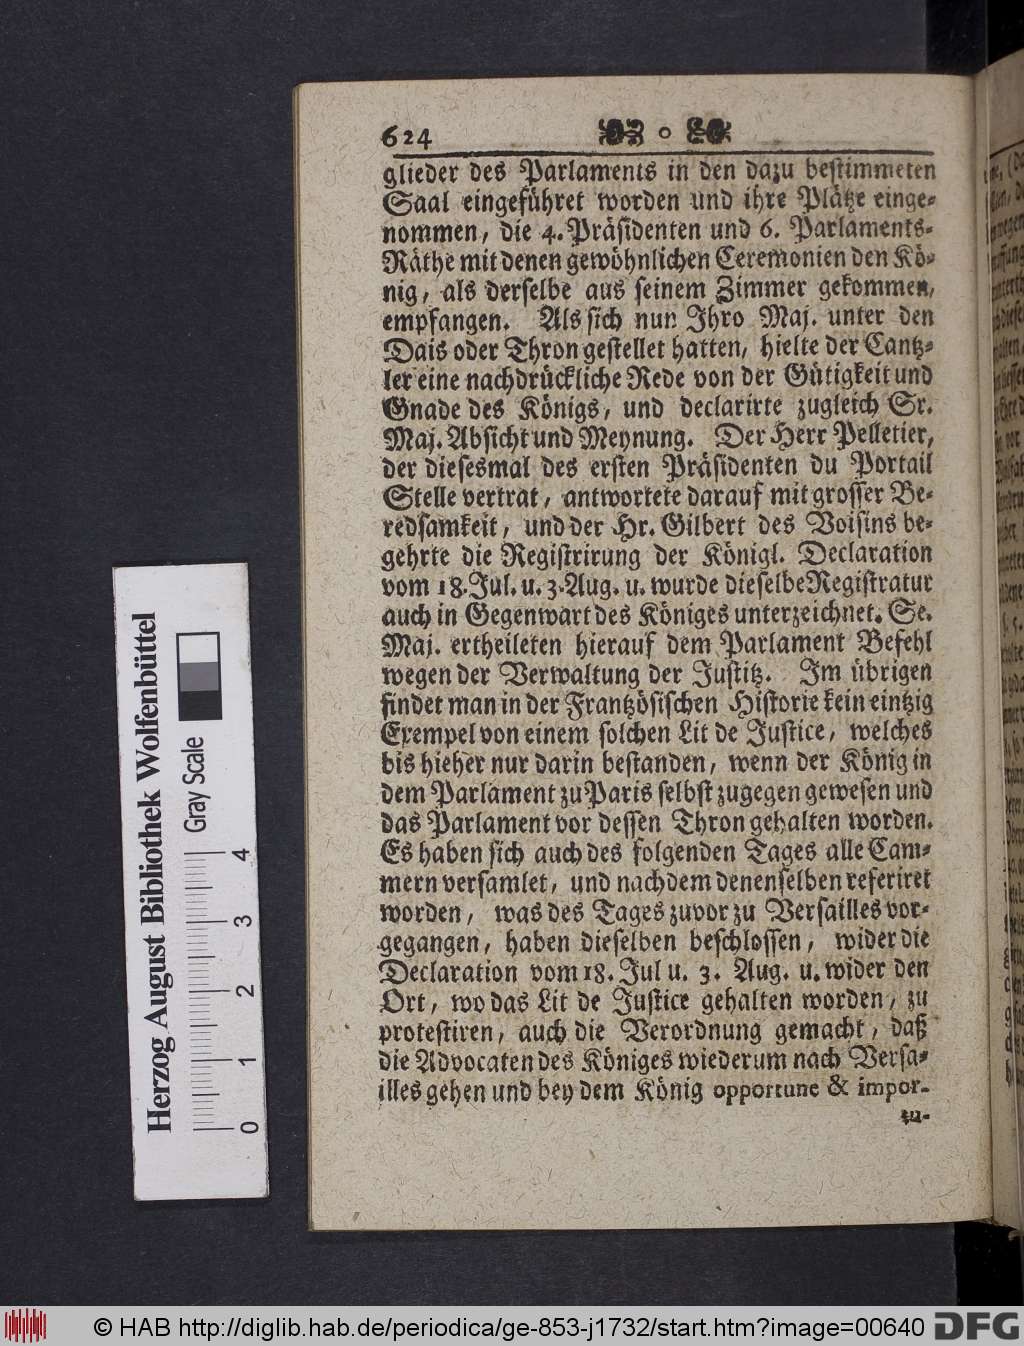 624
glieder des Parlaments in den dazu bestimmeten
Saal eingeführet worden und ihre Plätze einge-
nommen, die 4. Präsidenten und 6. Parlaments-
Räthe mit denen gewöhnlichen Ceremonien den Kö-
nig, als derselbe aus seinem Zimmer gekommen,
empfangen. Als sich nun Ihro Maj. unter den
Dais oder Thron gestellet hatten, hielte der Cantz-
ler eine nachdrückliche Rede von der Gütigkeit und
Gnade des Königs, und declarirte zugleich Sr.
Maj. Absicht und Meynung. Der Herr Pelletier,
der diesesmal des ersten Präsidenten du Portail
Stelle vertrat, antwortete darauf mit grosser Be-
redsamkeit, und der Hr. Gilbert des Voisins be-
gehrte die Registrirung der Königl. Declaration
vom 18. Jul. u. 3. Aug. u. wurde dieselbe Registratur
auch in Gegenwart des Königes unterzeichnet. Se.
Maj. ertheileten hierauf dem Parlament Befehl
wegen der Verwaltung der Justitz. Im übrigen
findet man in der Frantzösischen Historie kein eintzig
Exempel von einem solchen Lit de Justice, welches
bis hieher nur darin bestanden, wenn der König in
dem Parlament zu Paris selbst zugegen gewesen und
das Parlament vor dessen Thron gehalten worden.
Es haben sich auch des folgenden Tages alle Cam-
mern versamlet, und nachdem denenselben referiret
worden, was des Tages zuvor zu Versailles vor-
gegangen, haben dieselben beschlossen, wider die
Declaration vom 18. Jul u. 3. Aug. u. wider den
Ort, wo das Lit de Justice gehalten worden, zu
protestiren, auch die Verordnung gemacht, daß
die Advocaten des Königes wiederum nach Versa-
illes gehen und bey dem König opportune & impor-
tu-
Herzog August Bibliothek Wolfenbüttel
Gray Scale
0 1 2 3 4
© HAB http://diglib.hab.de/periodica/ge-853-j1732/start.htm?image=00640
DFG